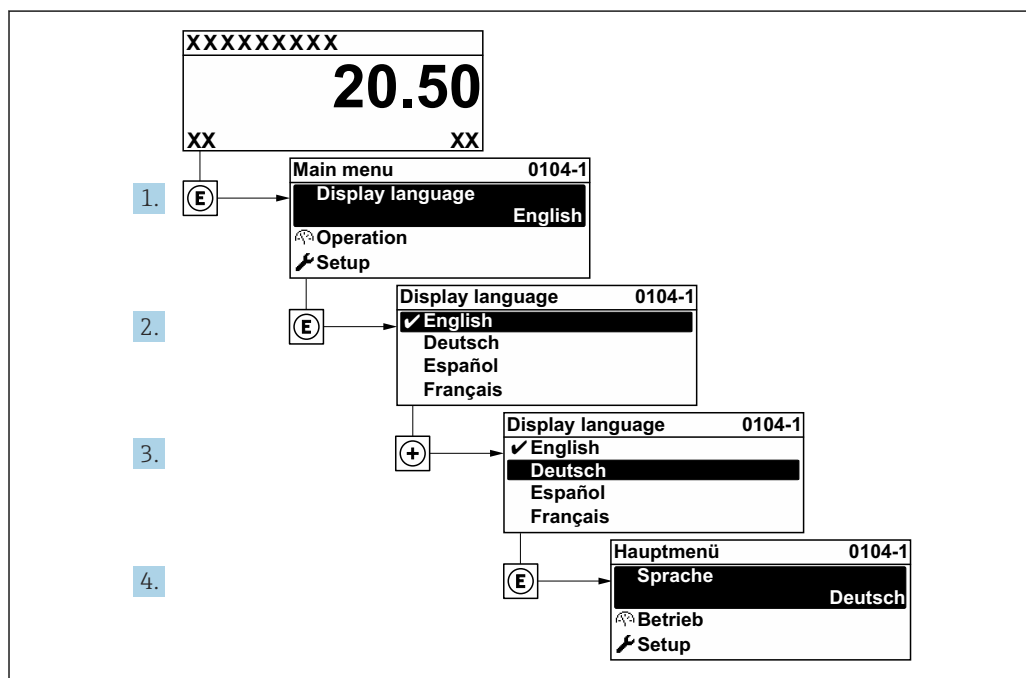 XXXXXXXXX
20.50
XX XX
1.
E
Main menu 0104-1
Display language
English
Operation
Setup
2.
E
Display language 0104-1
✔ English
Deutsch
Español
Français
3.
+
Display language 0104-1
✔ English
Deutsch
Español
Français
4.
E
Hauptmenü 0104-1
Sprache
Deutsch
Betrieb
Setup